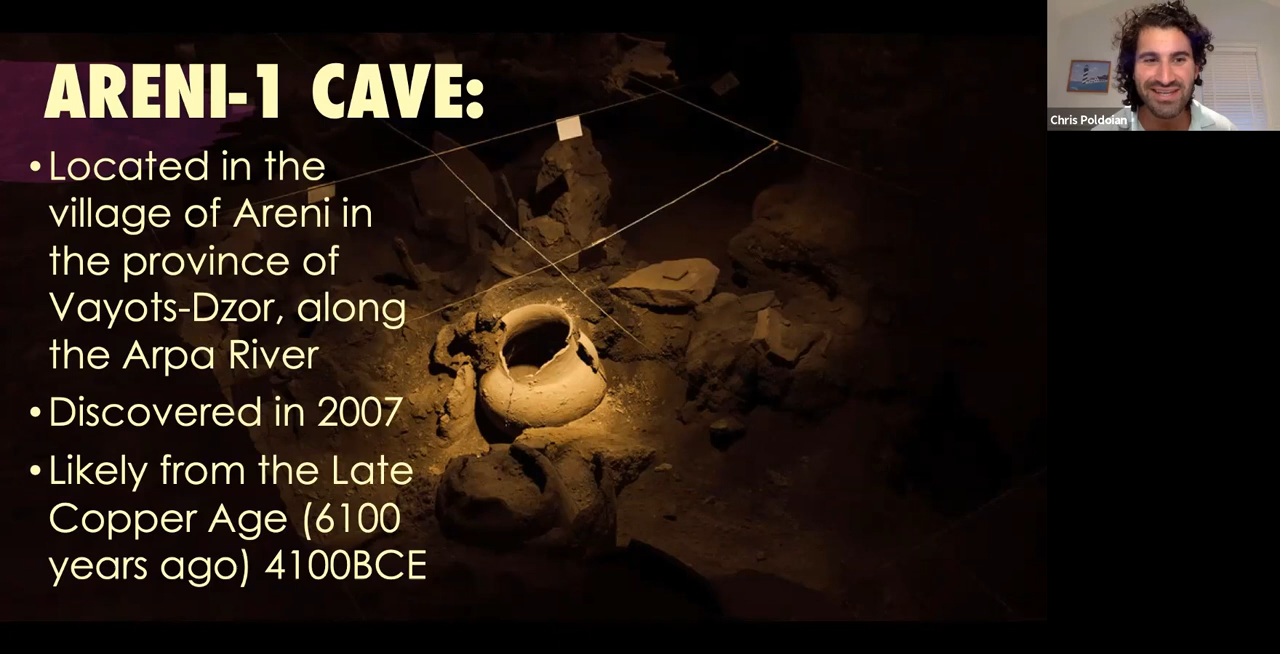 ARENI-1 CAVE:
• Located in the
village of Areni in
the province of
Vayots-Dzor, along
the Arpa River
• Discovered in 2007
• Likely from the Late
Copper Age (6100
years ago) 4100BCE
Chris Poldoian